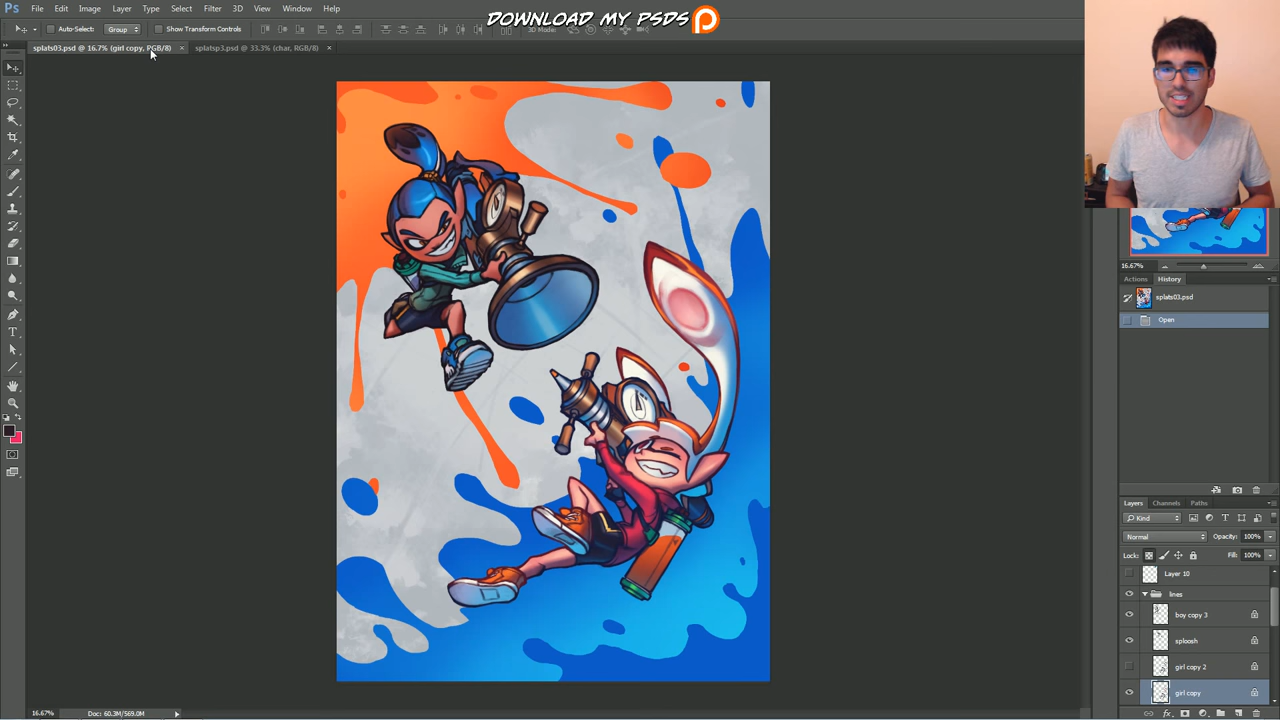 Ps File Edit Image Layer Type Select Filter 3D View Window Help
DOWNLOAD MY PSDS
Auto-Select: Group Show Transform Controls 3D Mode:
splats03.psd @ 16.7% (girl copy, RGB/8) × splatsp3.psd @ 33.3% (char, RGB/8) ×
16.67%
Actions History
splats03.psd
Open
Layers Channels Paths
Kind
Normal Opacity: 100%
Lock: Fill: 100%
Layer 10
lines
boy copy 3
sploosh
girl copy 2
girl copy
16.67% Doc: 60.3M/569.0M